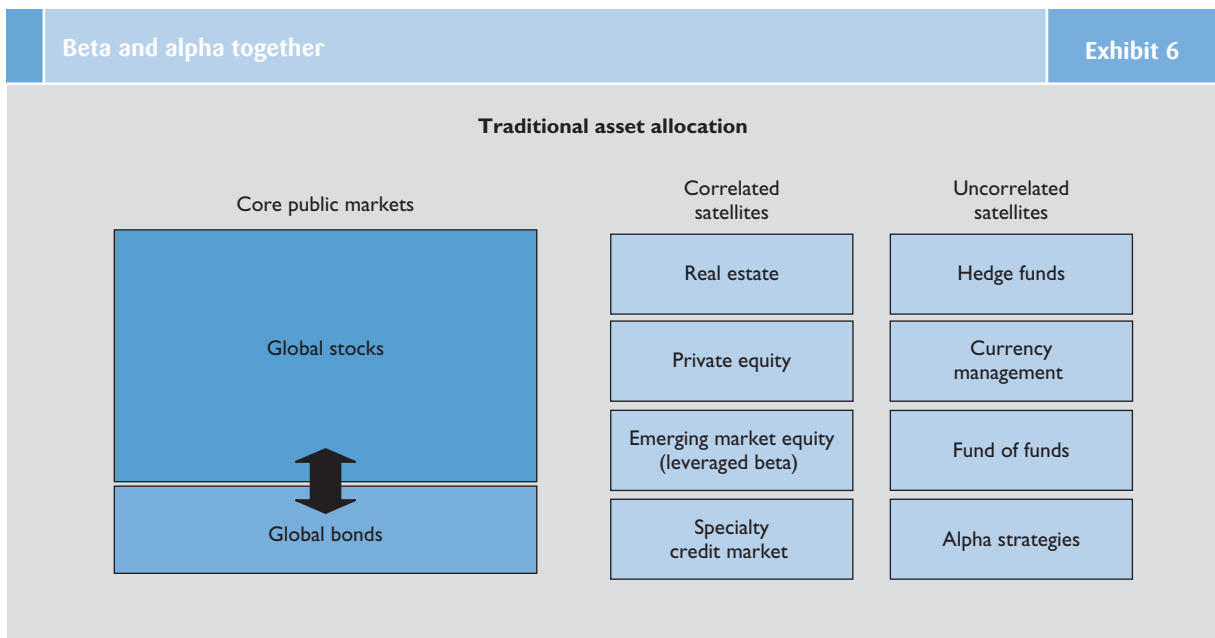 Beta and alpha together
Exhibit 6
Traditional asset allocation
Core public markets
Global stocks
Global bonds
Correlated
satellites
Real estate
Private equity
Emerging market equity
(leveraged beta)
Specialty
credit market
Uncorrelated
satellites
Hedge funds
Currency
management
Fund of funds
Alpha strategies